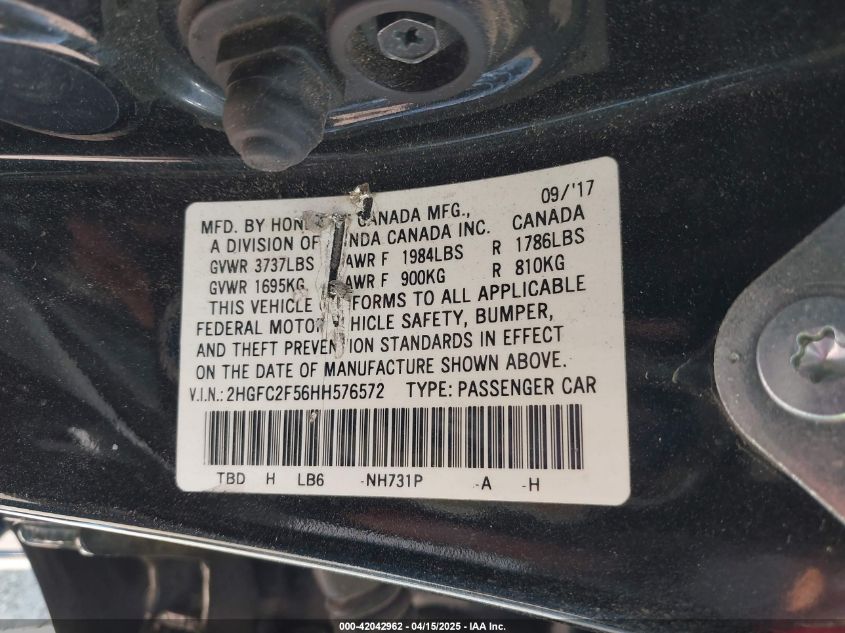 09/'17
MFD. BY HON CANADA MFG.,
A DIVISION OF NDA CANADA INC. CANADA
GVWR 3737LBS AWR F 1984LBS R 1786LBS
GVWR 1695KG AWR F 900KG R 810KG
THIS VEHICLE FORMS TO ALL APPLICABLE
FEDERAL MOTOR HICLE SAFETY, BUMPER,
AND THEFT PREVEN ION STANDARDS IN EFFECT
ON THE DATE OF MANUFACTURE SHOWN ABOVE.
V.I.N.: 2HGFC2F56HH576572 TYPE: PASSENGER CAR
TBD H LB6 -NH731P -A -H
000-42042962 - 04/15/2025 - IAA Inc.